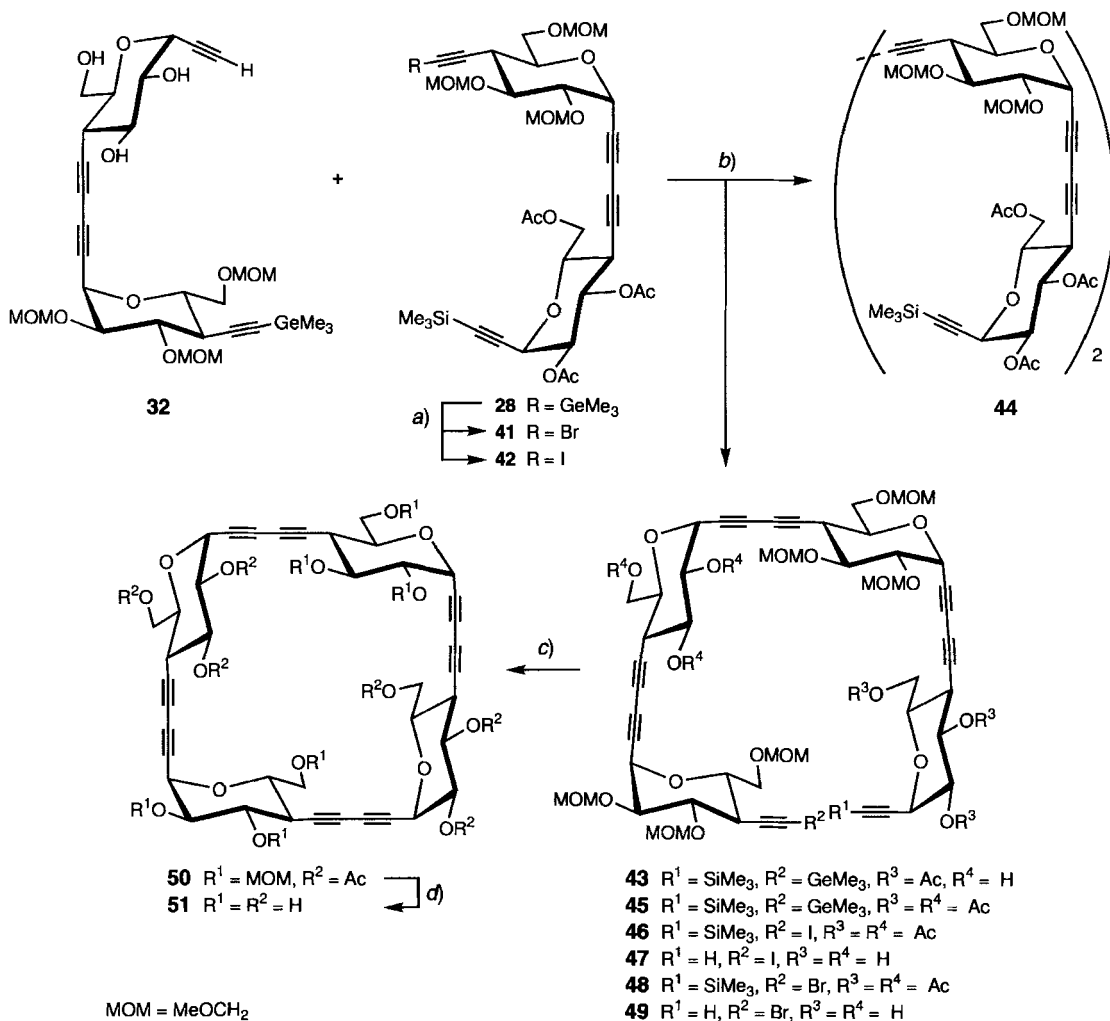 OMOM
OMOM
O
H
O
O
OH
R
OH
HO
MOMO
MOMO
MOMO
MOMO
OH
+
b)
AcO
AcO
OMOM
OAc
OAc
O
O
O
MOMO
GeMe3
Me3Si
Me3Si
OMOM
OAc
OAc
2
32
28 R = GeMe3
44
a)
41 R = Br
42 R = I
OR1
OMOM
O
O
O
O
OR2
R1O
R4O
OR4
MOMO
R2O
R1O
MOMO
c)
OR2
OR4
R2O
R3O
OR2
OR3
OR1
OMOM
O
O
O
O
R1O
MOMO
R1
OR1
OR2
MOMO
R2
OR3
50 R1 = MOM, R2 = Ac
d)
43 R1 = SiMe3, R2 = GeMe3, R3 = Ac, R4 = H
51 R1 = R2 = H
45 R1 = SiMe3, R2 = GeMe3, R3 = R4 = Ac
46 R1 = SiMe3, R2 = I, R3 = R4 = Ac
47 R1 = H, R2 = I, R3 = R4 = H
48 R1 = SiMe3, R2 = Br, R3 = R4 = Ac
MOM = MeOCH2
49 R1 = H, R2 = Br, R3 = R4 = H